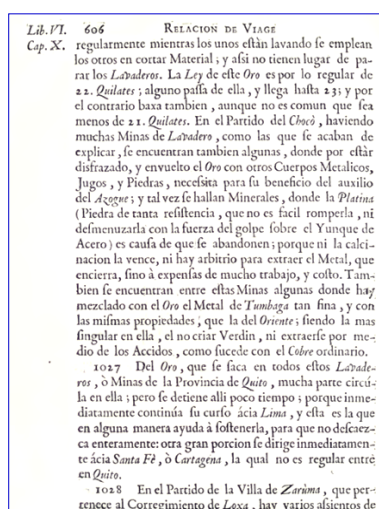 Lib. VI. 606 RELACION DE VIAGE
Cap. X. regularmente mientras los unos eſtàn lavando ſe emplean
los otros en cortar Material; y aſsi no tienen lugar de pa-
rar los Lavaderos. La Ley de eſte Oro es por lo regular de
22. Quilates; alguno paſſa de ella, y llega haſta 23; y por
el contrario baxa tambien, aunque no es comun que ſea
menos de 21. Quilates. En el Partido del Chocò, haviendo
muchas Minas de Lavadero, como las que ſe acaban de
explicar, ſe encuentran tambien algunas, donde por eſtàr
disfrazado, y envuelto el Oro con otros Cuerpos Metalicos,
Jugos, y Piedras, neceſsita para ſu beneficio del auxilio
del Azogue; y tal vez ſe hallan Minerales, donde la Platina
(Piedra de tanta reſiſtencia, que no es facil romperla, ni
deſmenuzarla con la fuerza del golpe ſobre el Yunque de
Acero) es cauſa de que ſe abandonen; porque ni la calci-
nacion la vence, ni hay arbitrio para extraer el Metal, que
encierra, ſino à expenſas de mucho trabajo, y coſto. Tam-
bien ſe encuentran entre eſtas Minas algunas donde hay
mezclado con el Oro el Metal de Tumbaga tan fina, y con
las miſmas propiedades, que la del Oriente; ſiendo la mas
ſingular en ella, el no criar Verdin, ni extraerſe por me-
dio de los Accidos, como ſucede con el Cobre ordinario.
1027 Del Oro, que ſe ſaca en todos eſtos Lavade-
ros, ò Minas de la Provincia de Quito, mucha parte circú-
la en ella; pero ſe detiene alli poco tiempo; porque inme-
diatamente continúa ſu curſo àcia Lima, y eſta es la que
en alguna manera ayuda à ſoſtenerla, para que no deſcaez-
ca enteramente: otra gran porcion ſe dirige inmediatamen-
te àcia Santa Fè, ò Cartagena, la qual no es regular entre
en Quito.
1028 En el Partido de la Villa de Zarùma, que per-
tenece al Corregimiento de Loxa, hay varios aſsientos de